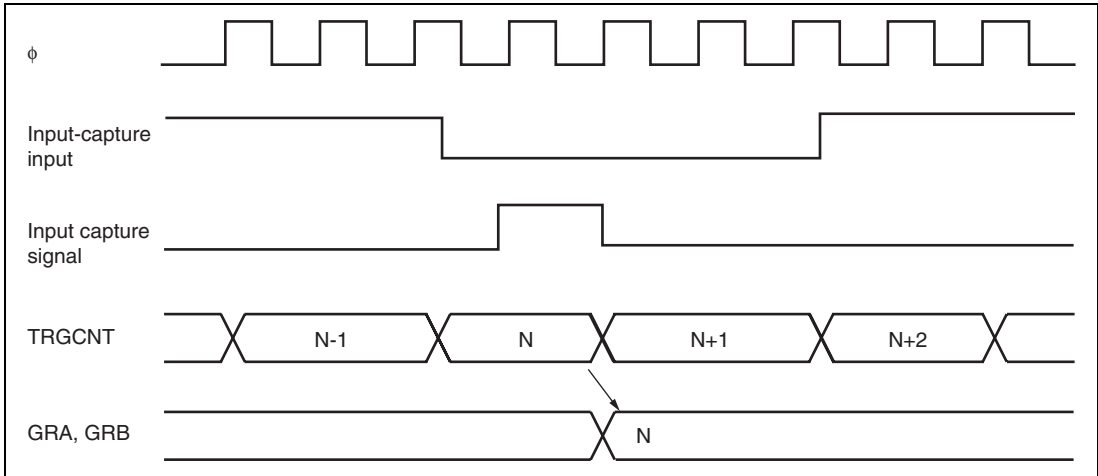 ϕ
Input-capture
input
Input capture
signal
TRGCNT
N-1
N
N+1
N+2
GRA, GRB
N